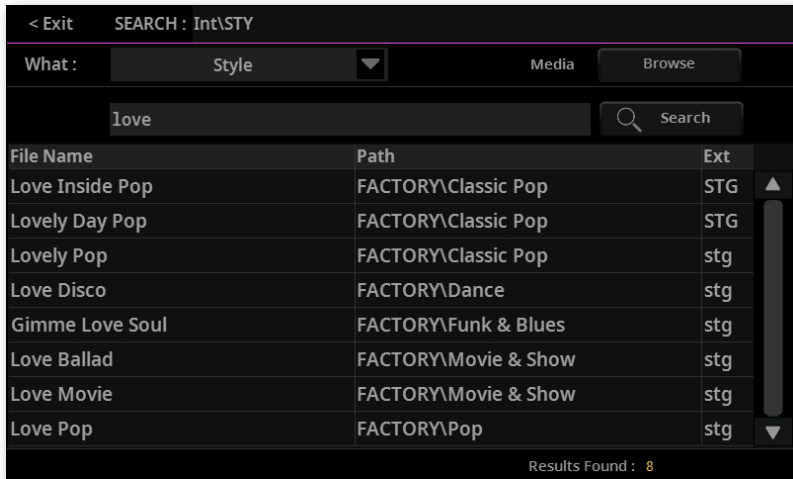 < Exit SEARCH : Int\STY
What : Style Media Browse
love Search
File Name Path Ext
Love Inside Pop FACTORY\Classic Pop STG
Lovely Day Pop FACTORY\Classic Pop STG
Lovely Pop FACTORY\Classic Pop stg
Love Disco FACTORY\Dance stg
Gimme Love Soul FACTORY\Funk & Blues stg
Love Ballad FACTORY\Movie & Show stg
Love Movie FACTORY\Movie & Show stg
Love Pop FACTORY\Pop stg
Results Found : 8